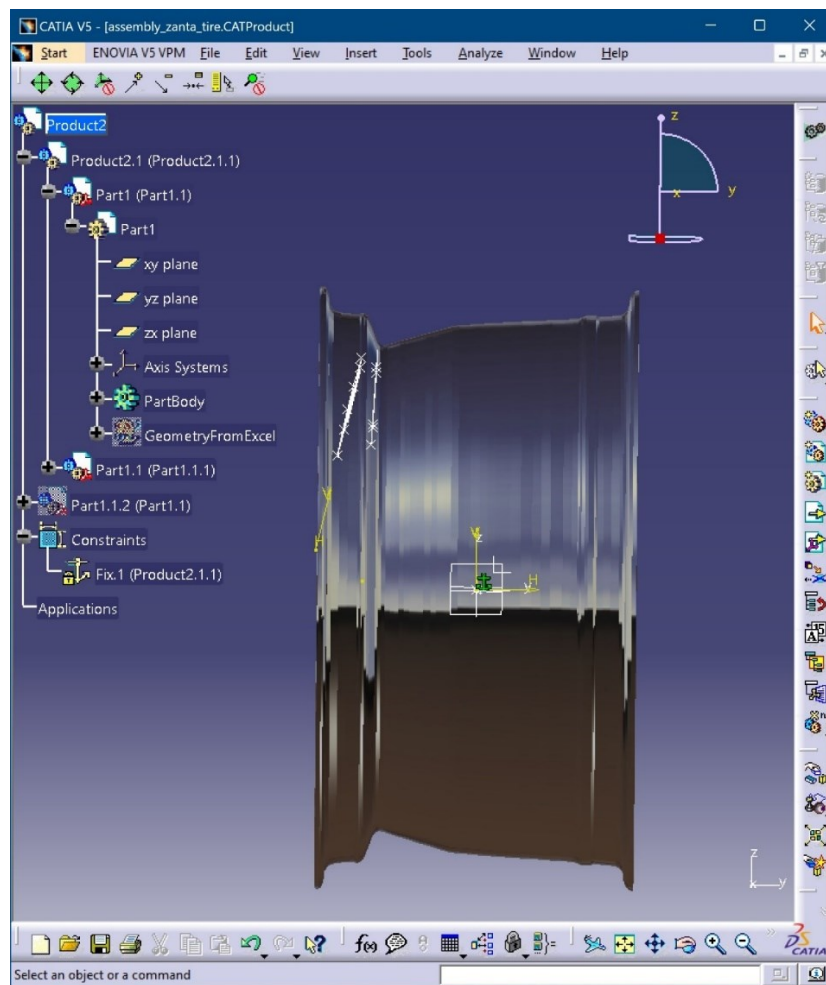 CATIA V5 - [assembly_zanta_tire.CATProduct]
Start ENOVIA V5 VPM File Edit View Insert Tools Analyze Window Help
Product2
Product2.1 (Product2.1.1)
Part1 (Part1.1)
Part1
xy plane
yz plane
zx plane
Axis Systems
PartBody
GeometryFromExcel
Part1.1 (Part1.1.1)
Part1.1.2 (Part1.1)
Constraints
Fix.1 (Product2.1.1)
Applications
z
x y
V
H
V
z
H
y
z
x y
f(x)
CATIA
Select an object or a command